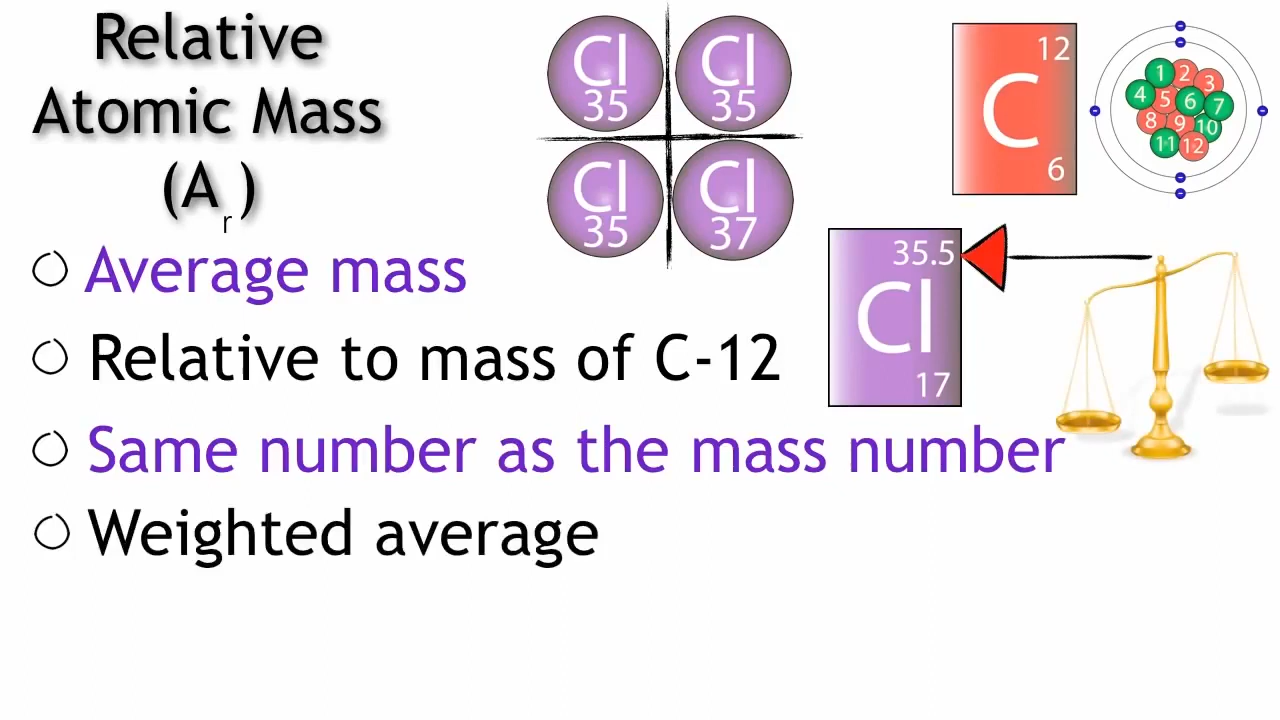 Relative
Atomic Mass
(Ar)
Cl
35
Cl
35
Cl
35
Cl
37
12
C
6
1
2
3
4
5
6
7
8
9
10
11
12
35.5
Cl
17
Average mass
Relative to mass of C-12
Same number as the mass number
Weighted average